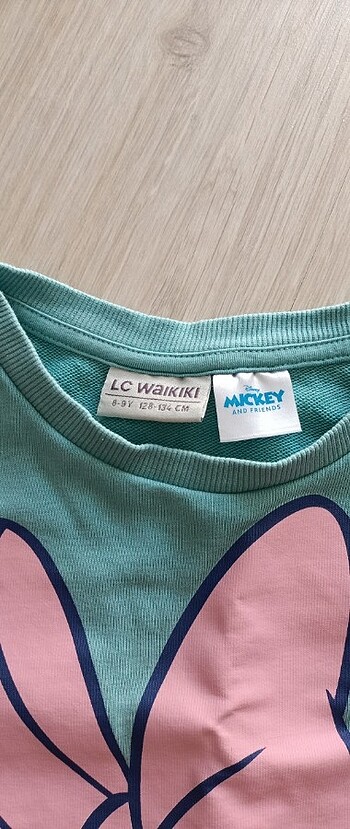 LC WAIKIKI
8-9Y 128-134 CM
Disney
MICKEY
AND FRIENDS